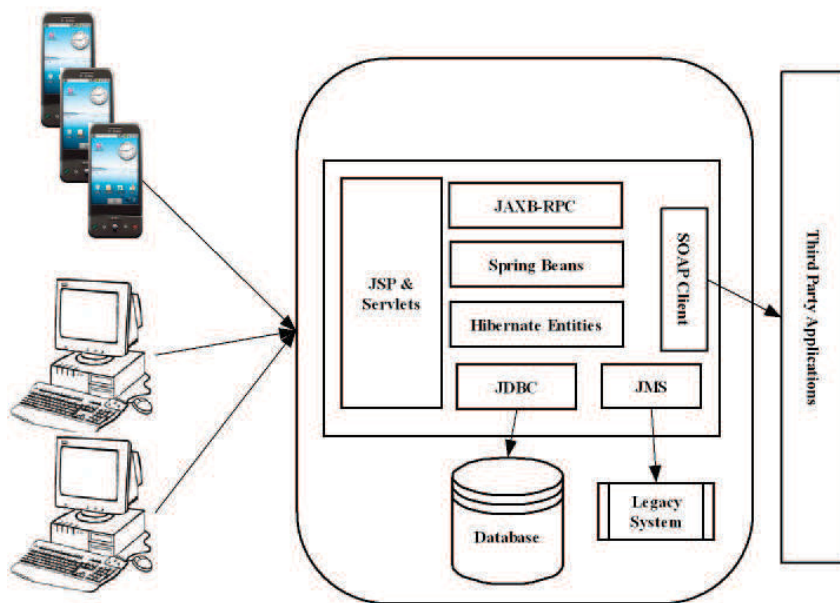 JAXB-RPC
Spring Beans
JSP &
Servlets
Hibernate Entities
SOAP Client
Third Party Applications
JDBC
JMS
Database
Legacy
System